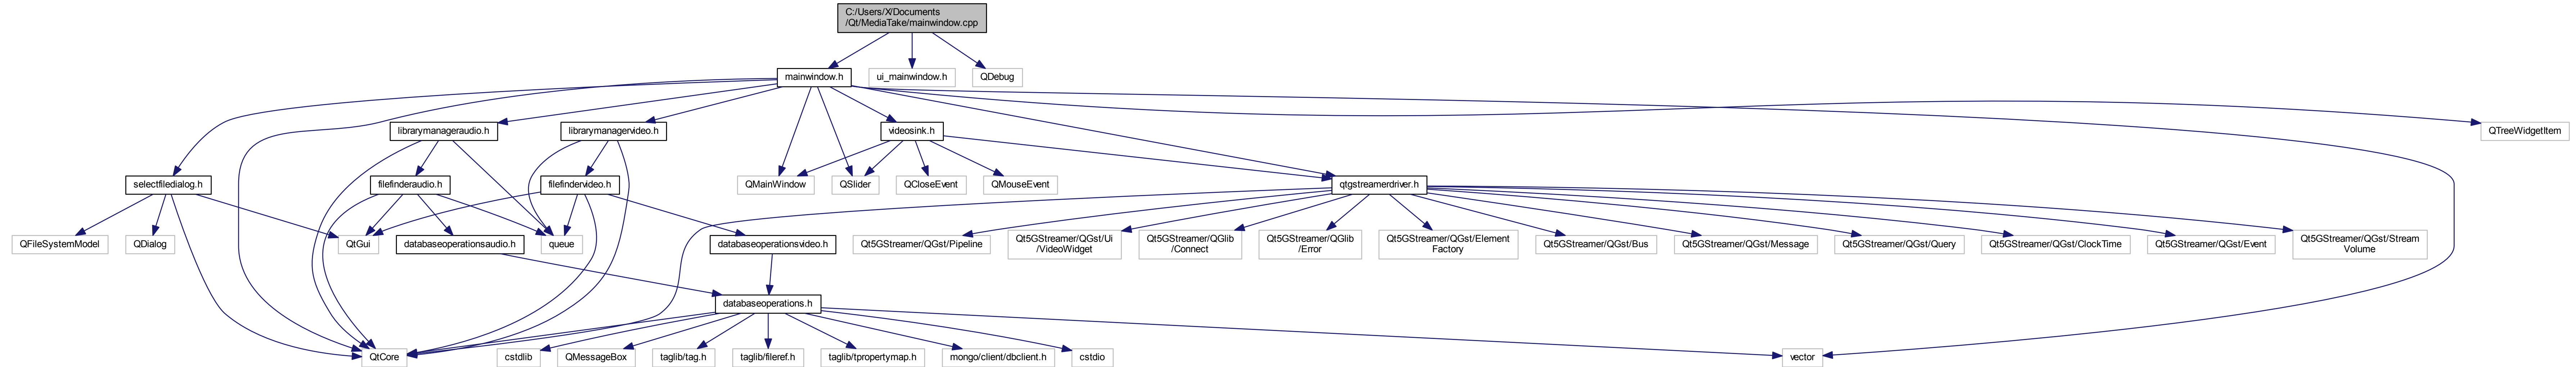 C:/Users/X/Documents
/Qt/MediaTake/mainwindow.cpp
mainwindow.h
ui_mainwindow.h
QDebug
librarymanageraudio.h
librarymanagervideo.h
videosink.h
QTreeWidgetItem
selectfiledialog.h
filefinderaudio.h
filefindervideo.h
QMainWindow
QSlider
QCloseEvent
QMouseEvent
qtgstreamerdriver.h
QFileSystemModel
QDialog
QtGui
databaseoperationsaudio.h
queue
databaseoperationsvideo.h
Qt5GStreamer/QGst/Pipeline
Qt5GStreamer/QGst/Ui
/VideoWidget
Qt5GStreamer/QGlib
/Connect
Qt5GStreamer/QGlib
/Error
Qt5GStreamer/QGst/Element
Factory
Qt5GStreamer/QGst/Bus
Qt5GStreamer/QGst/Message
Qt5GStreamer/QGst/Query
Qt5GStreamer/QGst/ClockTime
Qt5GStreamer/QGst/Event
Qt5GStreamer/QGst/Stream
Volume
databaseoperations.h
QtCore
cstdlib
QMessageBox
taglib/tag.h
taglib/fileref.h
taglib/tpropertymap.h
mongo/client/dbclient.h
cstdio
vector